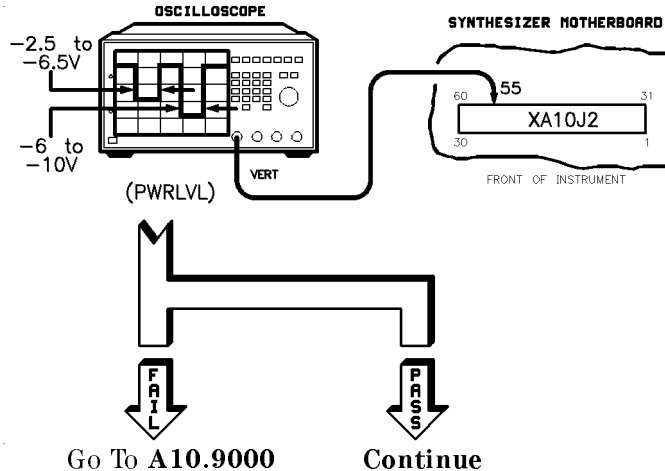 OSCILLOSCOPE
SYNTHESIZER MOTHERBOARD
-2.5 to
-6.5V
-6 to
-10V
VERT
(PWRLVL)
55
60
31
XA10J2
30
1
FRONT OF INSTRUMENT
FAIL
PASS
Go To A10.9000
Continue